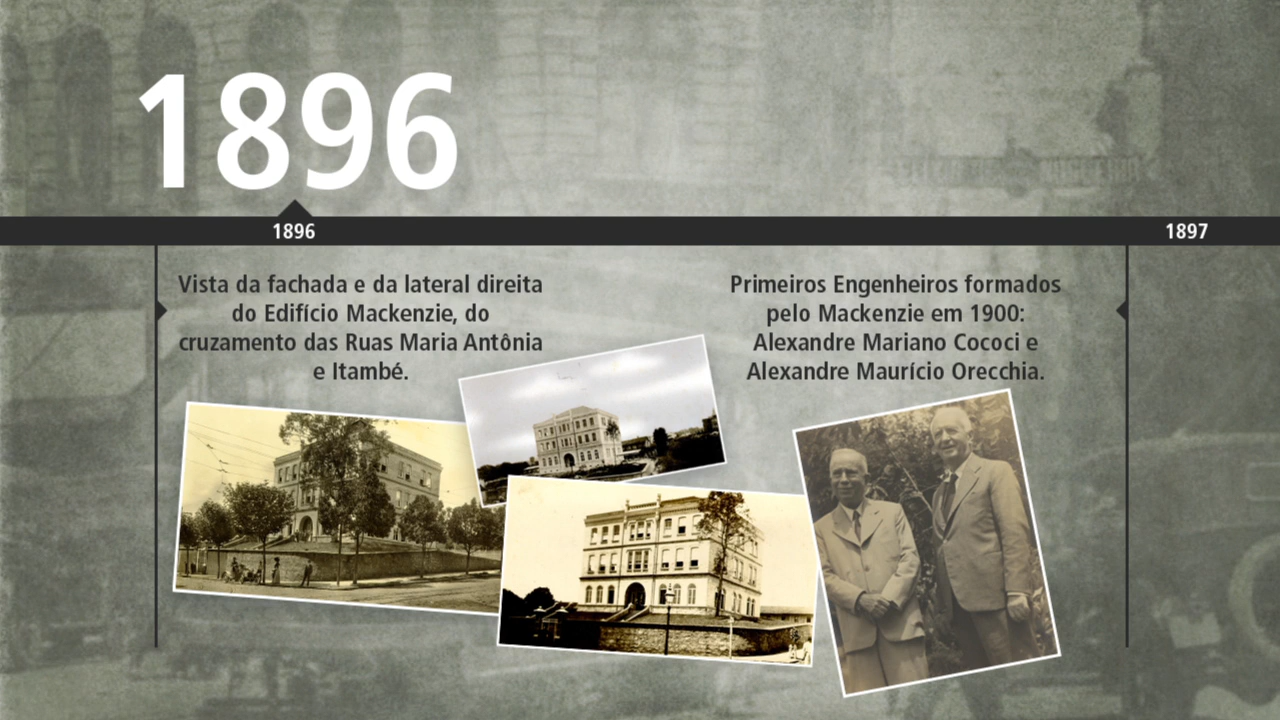 1896
1896
1897
Vista da fachada e da lateral direita
do Edifício Mackenzie, do
cruzamento das Ruas Maria Antônia
e Itambé.
Primeiros Engenheiros formados
pelo Mackenzie em 1900:
Alexandre Mariano Cococi e
Alexandre Maurício Orecchia.